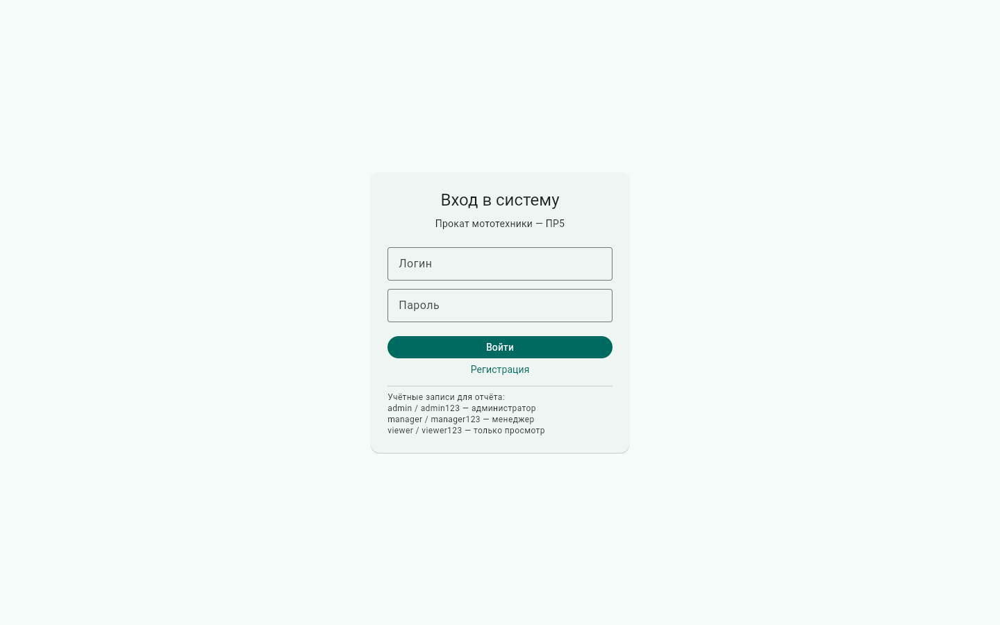 Вход в систему
Прокат мототехники — ПР5
Логин
Пароль
Войти
Регистрация
Учётные записи для отчёта:
admin / admin123 — администратор
manager / manager123 — менеджер
viewer / viewer123 — только просмотр